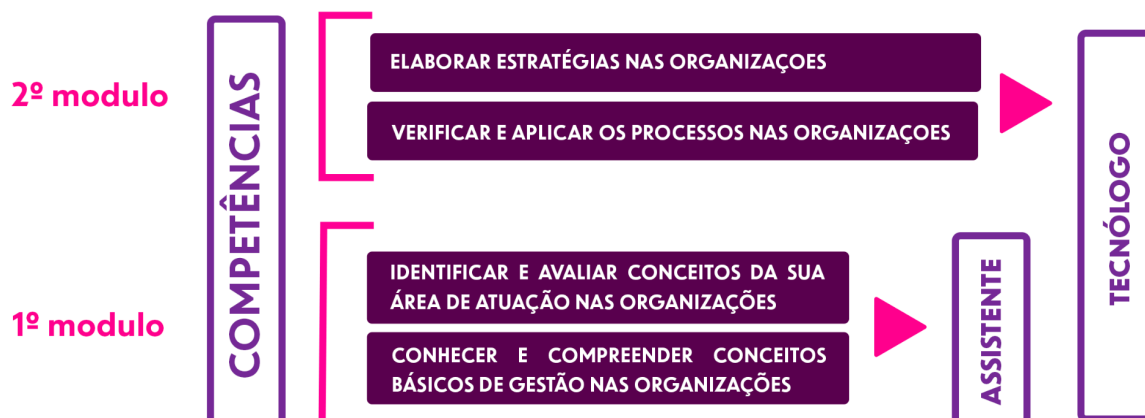 2º modulo
COMPETÊNCIAS
ELABORAR ESTRATÉGIAS NAS ORGANIZAÇOES
VERIFICAR E APLICAR OS PROCESSOS NAS ORGANIZAÇOES
TECNÓLOGO
1º modulo
IDENTIFICAR E AVALIAR CONCEITOS DA SUA
ÁREA DE ATUAÇÃO NAS ORGANIZAÇÕES
CONHECER E COMPREENDER CONCEITOS
BÁSICOS DE GESTÃO NAS ORGANIZAÇÕES
ASSISTENTE